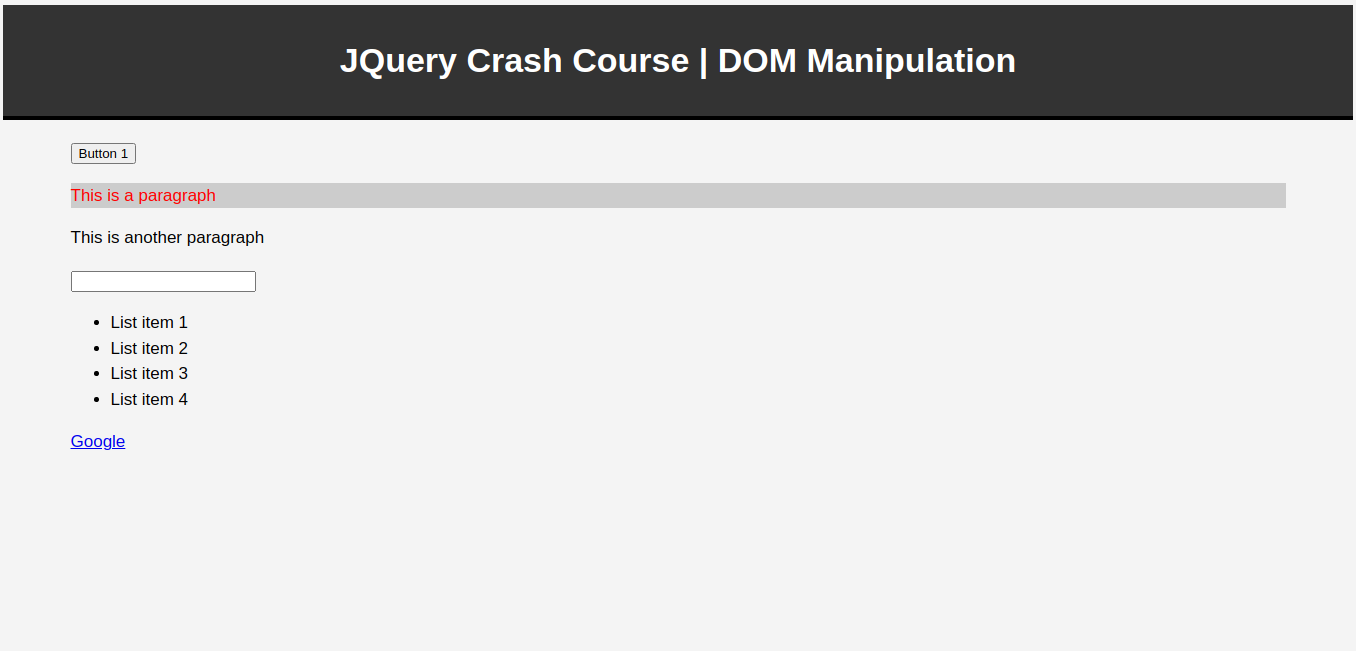 JQuery Crash Course | DOM Manipulation
Button 1
This is a paragraph
This is another paragraph
List item 1
List item 2
List item 3
List item 4
Google